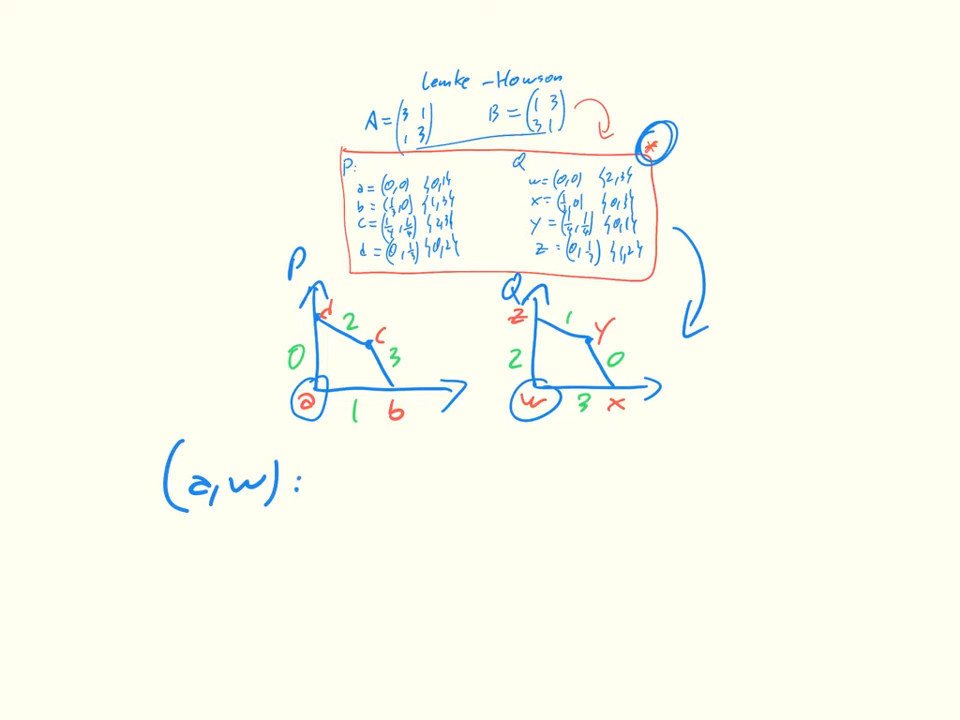 Lemke-Howson
A = (3 1 1 3) B = (1 3 3 1)
*
P: Q
a = (0,0) {0,1} w = (0,0) {2,3}
b = (1/3,0) {1,3} x = (1/3,0) {0,3}
c = (1/4,1/4) {2,3} y = (1/4,1/4) {0,1}
d = (0,1/3) {0,2} z = (0,1/3) {1,2}
P Q
d z
2 c 1 y
0 3 2 0
a 1 b w 3 x
(a,w):